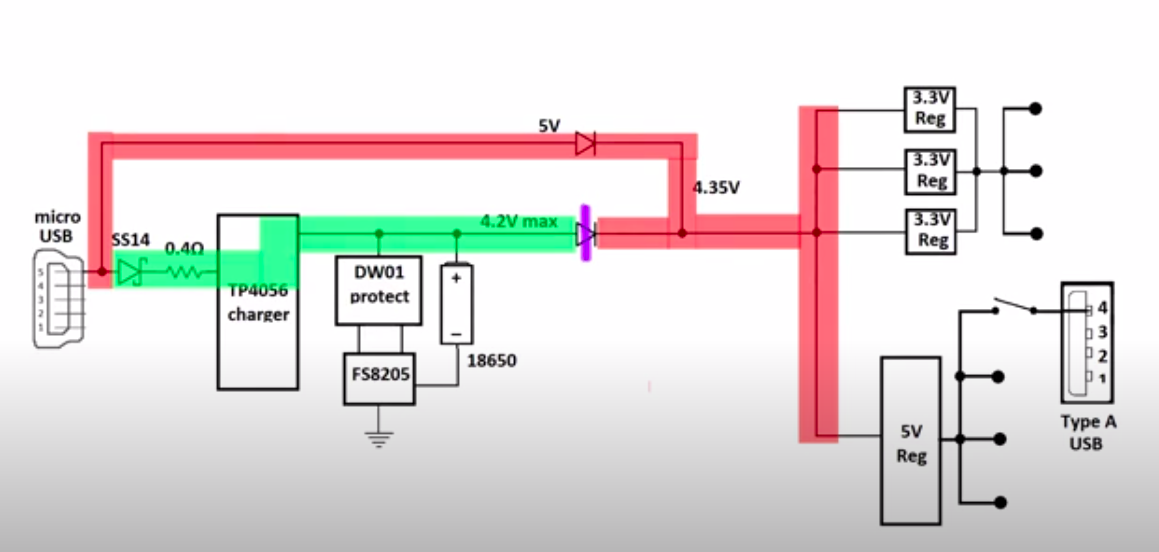 3.3V
Reg
5V
3.3V
Reg
4.35V
micro
USB
SS14
0.4Ω
4.2V max
3.3V
Reg
5
4
3
2
1
TP4056
charger
DW01
protect
+
−
18650
FS8205
4
3
2
1
Type A
USB
5V
Reg